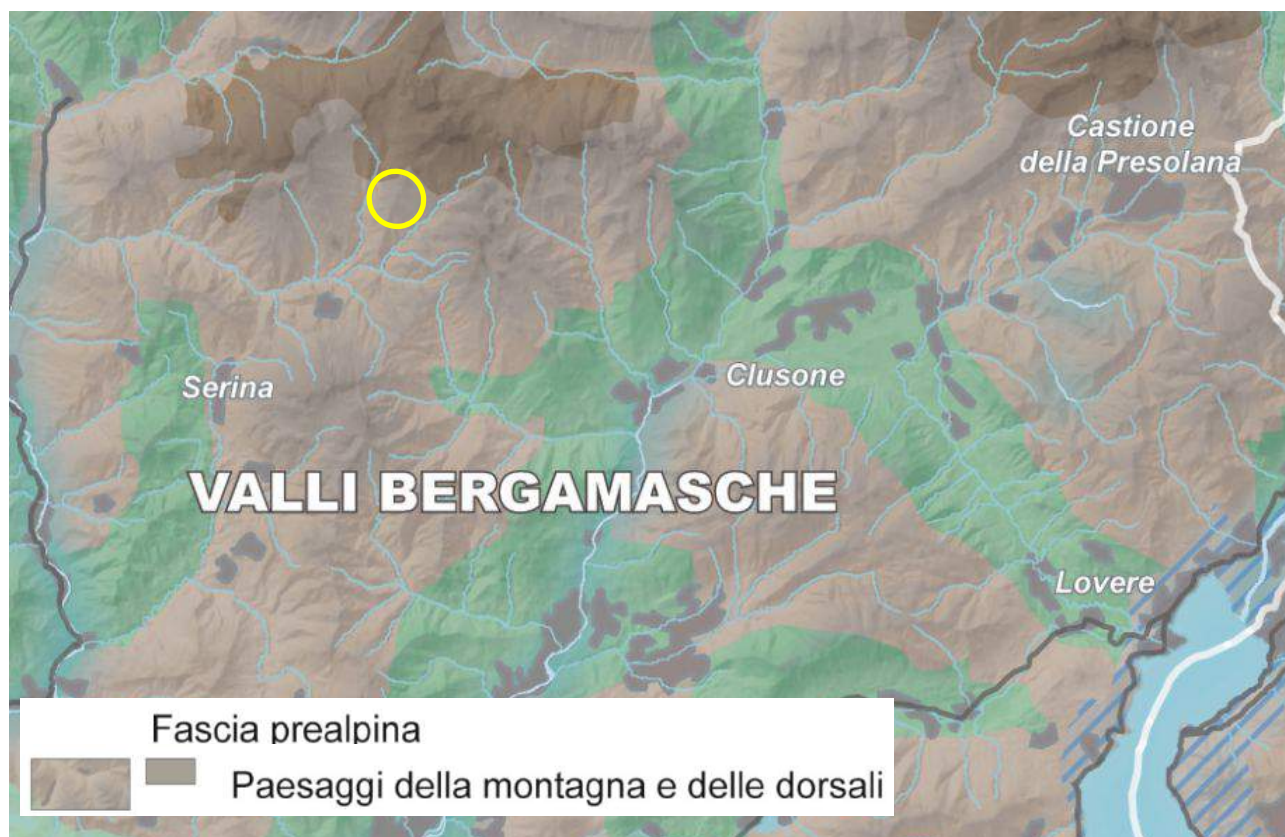 Castione
della Presolana
Serina
Clusone
VALLI BERGAMASCHE
Lovere
Fascia prealpina
Paesaggi della montagna e delle dorsali